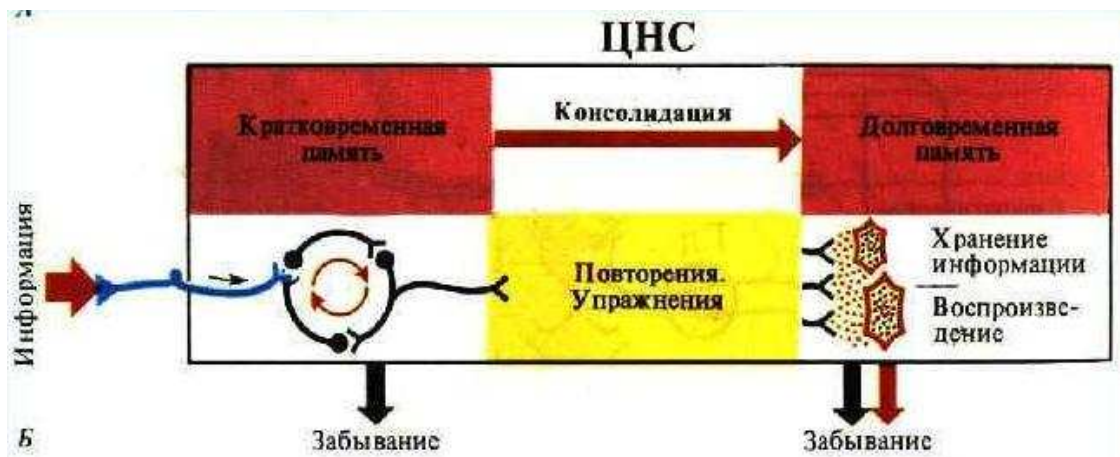 ЦНС
Кратковременная
память
Консолидация
Долговременная
память
Информация
Повторения.
Упражнения
Хранение
информации
Воспроизве-
дение
Забывание
Забывание
Б